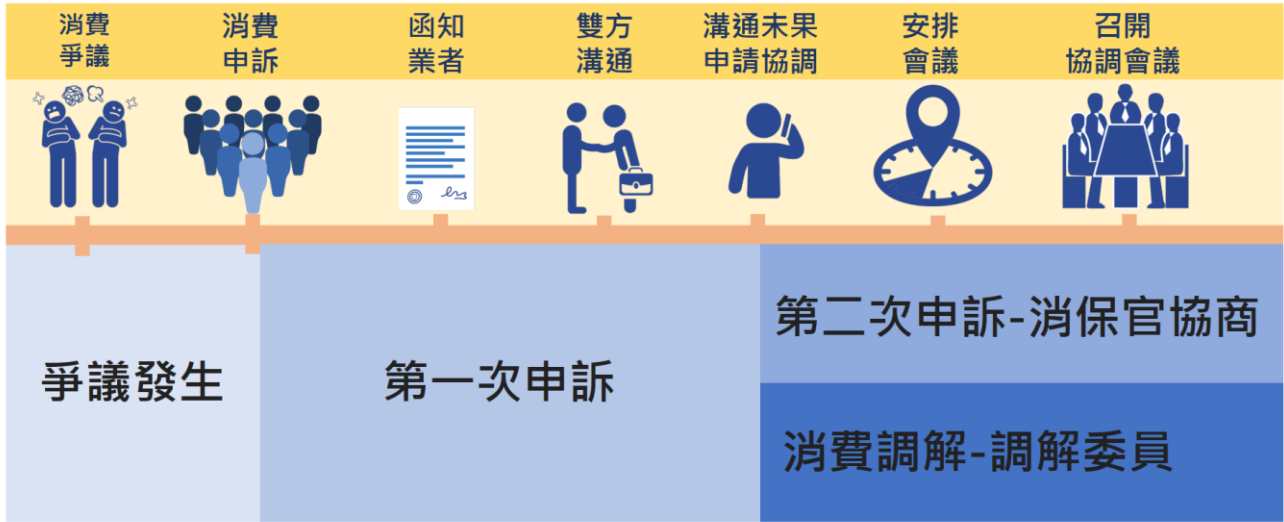 消費
爭議
消費
申訴
函知
業者
雙方
溝通
溝通未果
申請協調
安排
會議
召開
協調會議
爭議發生
第一次申訴
第二次申訴-消保官協商
消費調解-調解委員